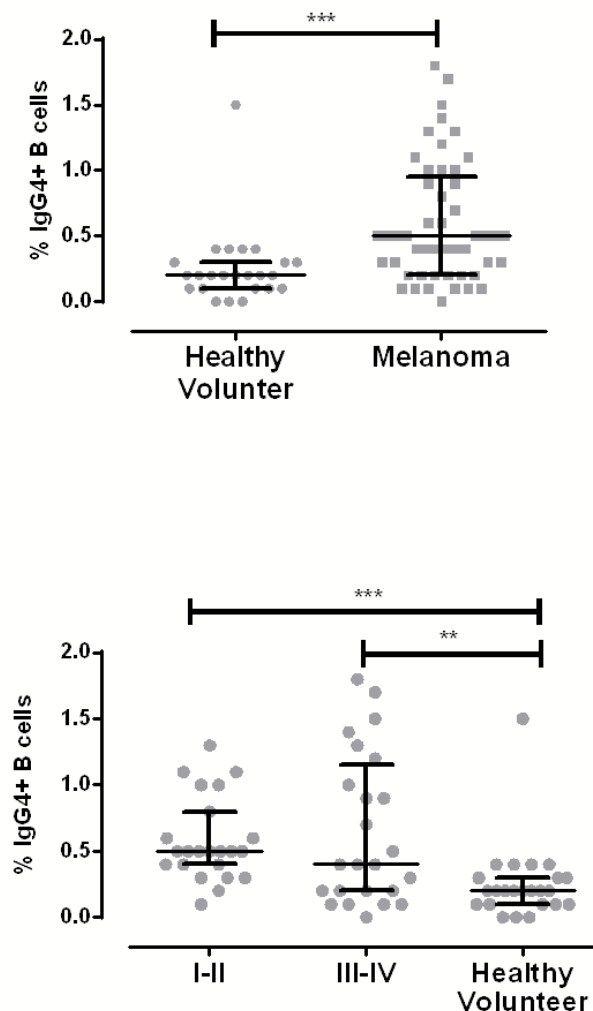 ***
2.0
1.5
1.0
0.5
0.0
% IgG4+ B cells
Healthy
Volunter
Melanoma
***
**
2.0
1.5
1.0
0.5
0.0
% IgG4+ B cells
I-II
III-IV
Healthy
Volunteer